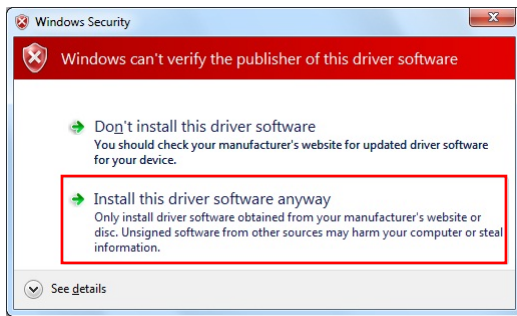 Windows Security
Windows can't verify the publisher of this driver software
Don't install this driver software
You should check your manufacturer's website for updated driver software
for your device.
Install this driver software anyway
Only install driver software obtained from your manufacturer's website or
disc. Unsigned software from other sources may harm your computer or steal
information.
See details